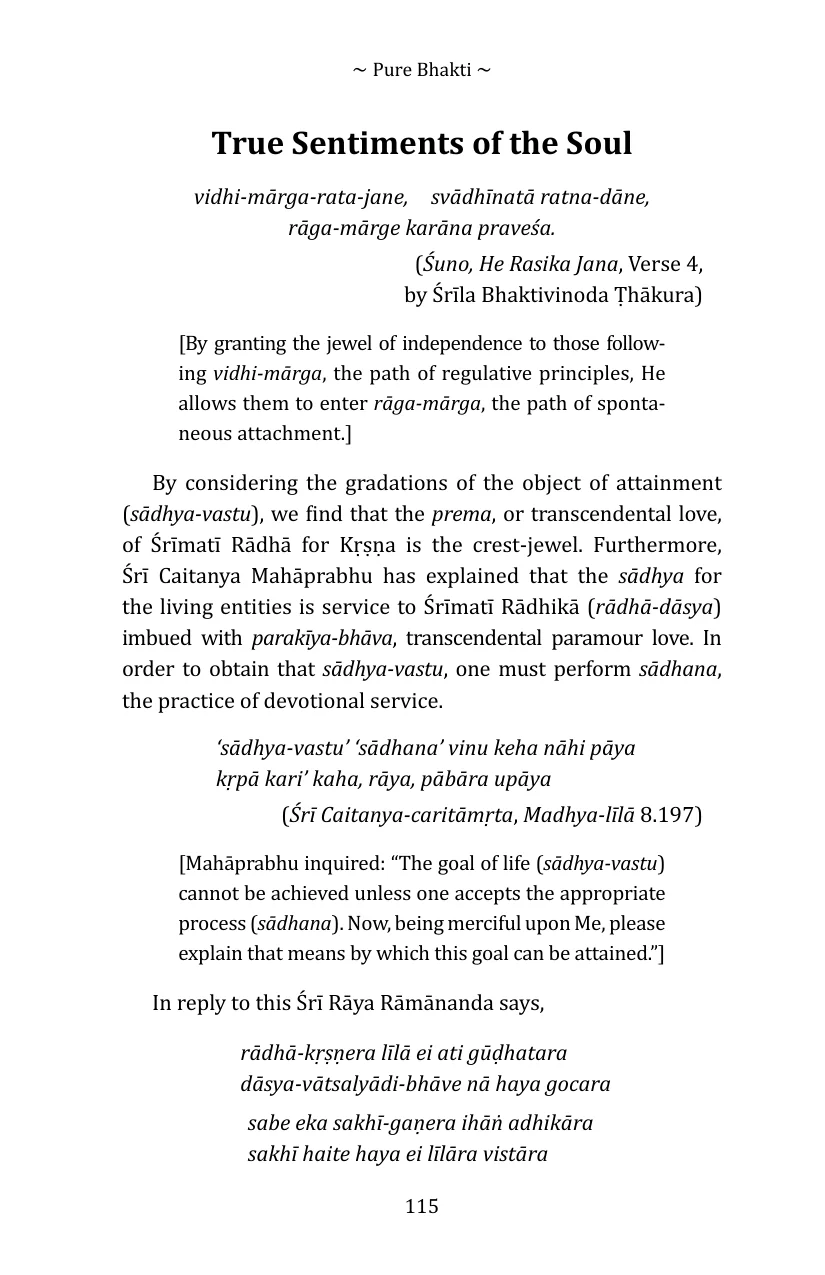 ~ Pure Bhakti ~
True Sentiments of the Soul
vidhi-mārga-rata-jane, svādhīnatā ratna-dāne,
rāga-mārge karāna praveśa.
(Śuno, He Rasika Jana, Verse 4,
by Śrīla Bhaktivinoda Ṭhākura)
[By granting the jewel of independence to those follow-
ing vidhi-mārga, the path of regulative principles, He
allows them to enter rāga-mārga, the path of sponta-
neous attachment.]
By considering the gradations of the object of attainment
(sādhya-vastu), we find that the prema, or transcendental love,
of Śrīmatī Rādhā for Kṛṣṇa is the crest-jewel. Furthermore,
Śrī Caitanya Mahāprabhu has explained that the sādhya for
the living entities is service to Śrīmatī Rādhikā (rādhā-dāsya)
imbued with parakīya-bhāva, transcendental paramour love. In
order to obtain that sādhya-vastu, one must perform sādhana,
the practice of devotional service.
‘sādhya-vastu’ ‘sādhana’ vinu keha nāhi pāya
kṛpā kari’ kaha, rāya, pābāra upāya
(Śrī Caitanya-caritāmṛta, Madhya-līlā 8.197)
[Mahāprabhu inquired: “The goal of life (sādhya-vastu)
cannot be achieved unless one accepts the appropriate
process (sādhana). Now, being merciful upon Me, please
explain that means by which this goal can be attained.”]
In reply to this Śrī Rāya Rāmānanda says,
rādhā-kṛṣṇera līlā ei ati gūḍhatara
dāsya-vātsalyādi-bhāve nā haya gocara
sabe eka sakhī-gaṇera ihāṅ adhikāra
sakhī haite haya ei līlāra vistāra
115